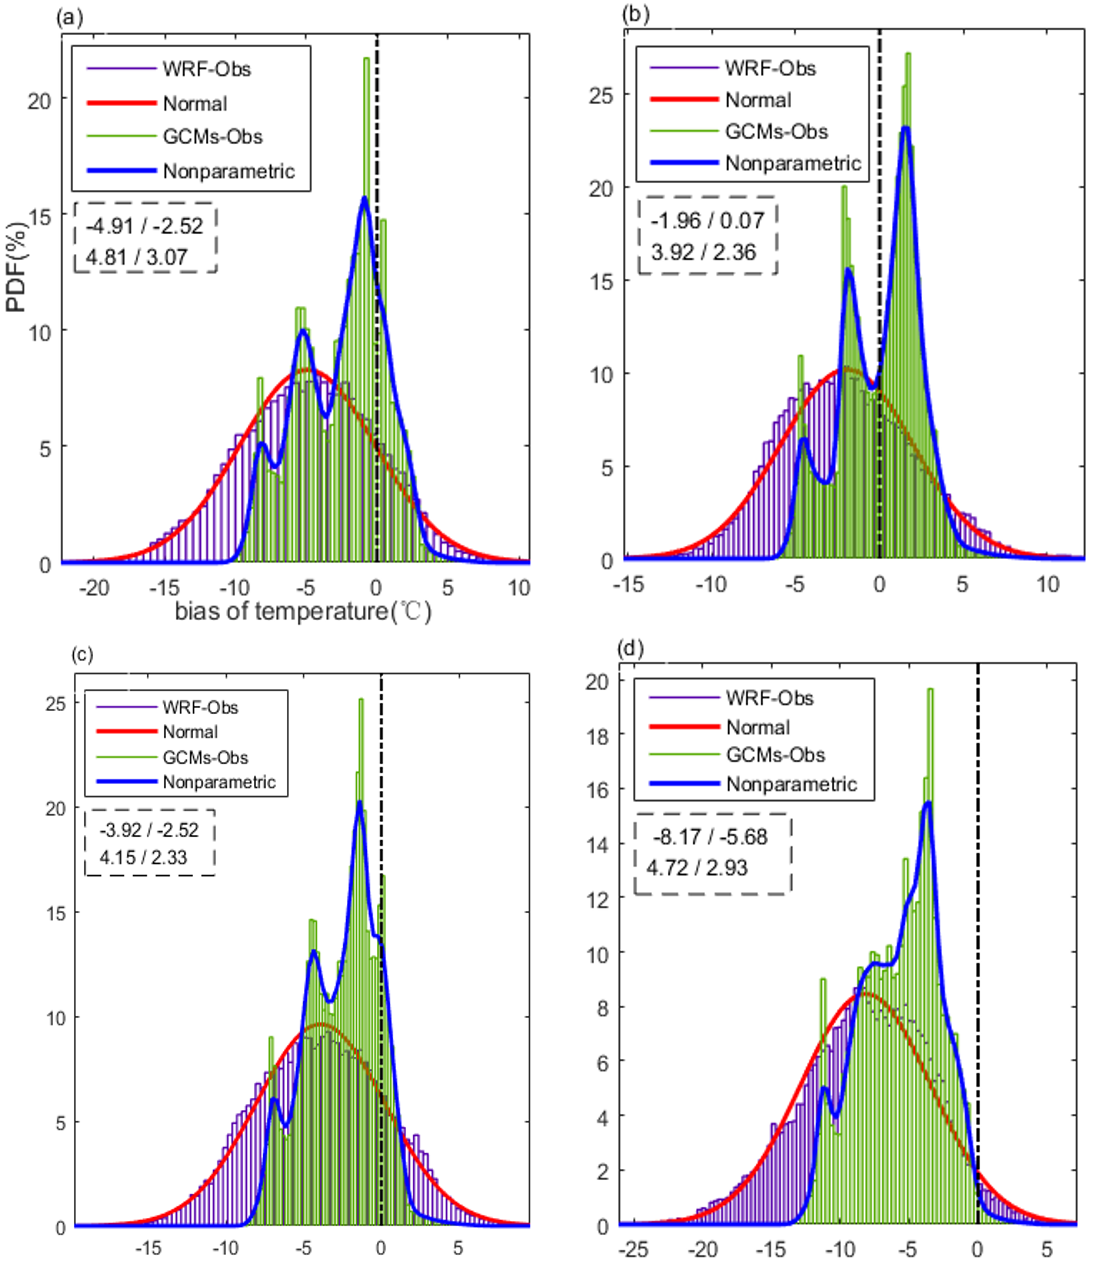 (a)
WRF-Obs
Normal
GCMs-Obs
Nonparametric
-4.91 / -2.52
4.81 / 3.07
PDF(%)
20
15
10
5
0
-20 -15 -10 -5 0 5 10
bias of temperature(℃)
(b)
WRF-Obs
Normal
GCMs-Obs
Nonparametric
-1.96 / 0.07
3.92 / 2.36
25
20
15
10
5
0
-15 -10 -5 0 5 10
(c)
WRF-Obs
Normal
GCMs-Obs
Nonparametric
-3.92 / -2.52
4.15 / 2.33
25
20
15
10
5
0
-15 -10 -5 0 5
(d)
WRF-Obs
Normal
GCMs-Obs
Nonparametric
-8.17 / -5.68
4.72 / 2.93
20
18
16
14
12
10
8
6
4
2
0
-25 -20 -15 -10 -5 0 5